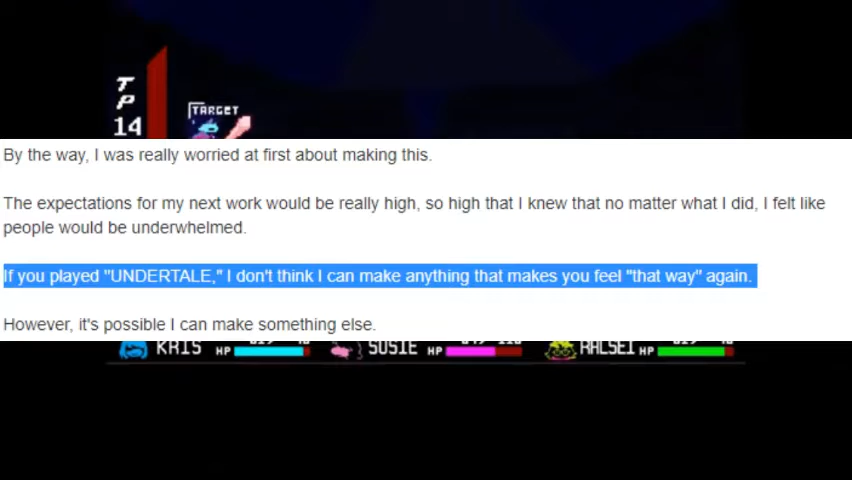 TP
14
TARGET
By the way, I was really worried at first about making this.
The expectations for my next work would be really high, so high that I knew that no matter what I did, I felt like
people would be underwhelmed.
If you played "UNDERTALE," I don't think I can make anything that makes you feel "that way" again.
However, it's possible I can make something else.
KRIS HP SUSIE HP RALSEI HP